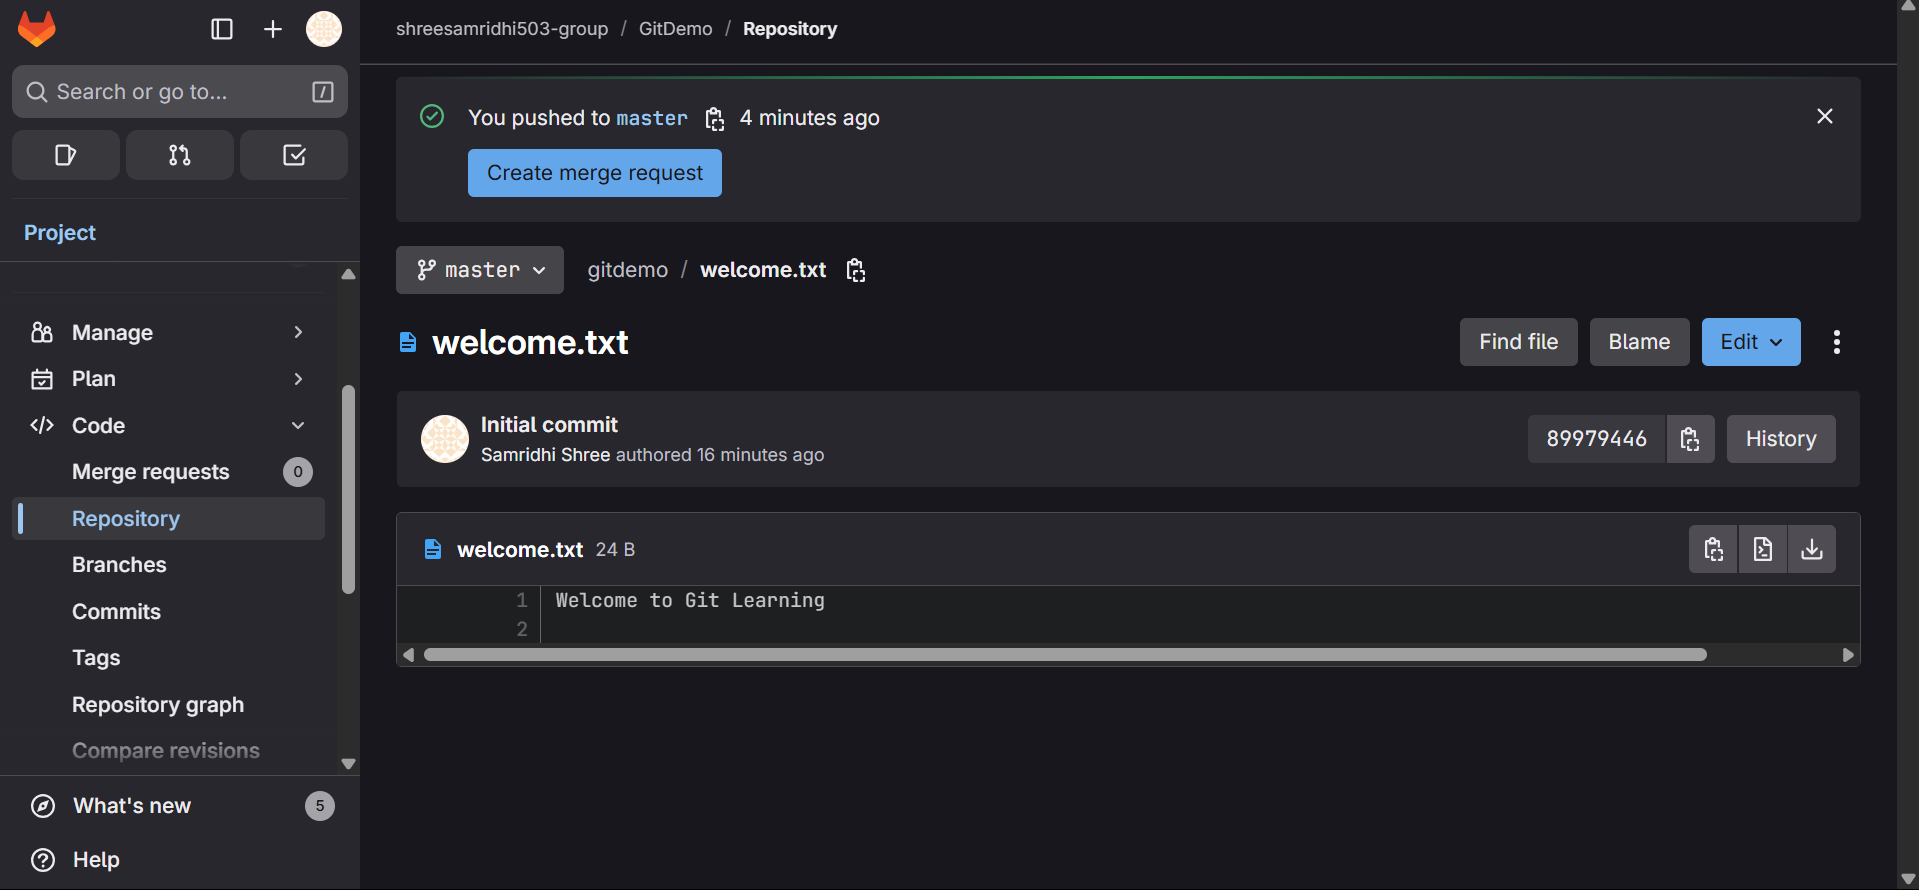 shreesamridhi503-group / GitDemo / Repository
Search or go to... /
Project
Manage
Plan
Code
Merge requests 0
Repository
Branches
Commits
Tags
Repository graph
Compare revisions
What's new 5
Help
You pushed to master 4 minutes ago
Create merge request
master
gitdemo / welcome.txt
welcome.txt
Find file
Blame
Edit
Initial commit
Samridhi Shree authored 16 minutes ago
89979446
History
welcome.txt 24 B
1 Welcome to Git Learning
2